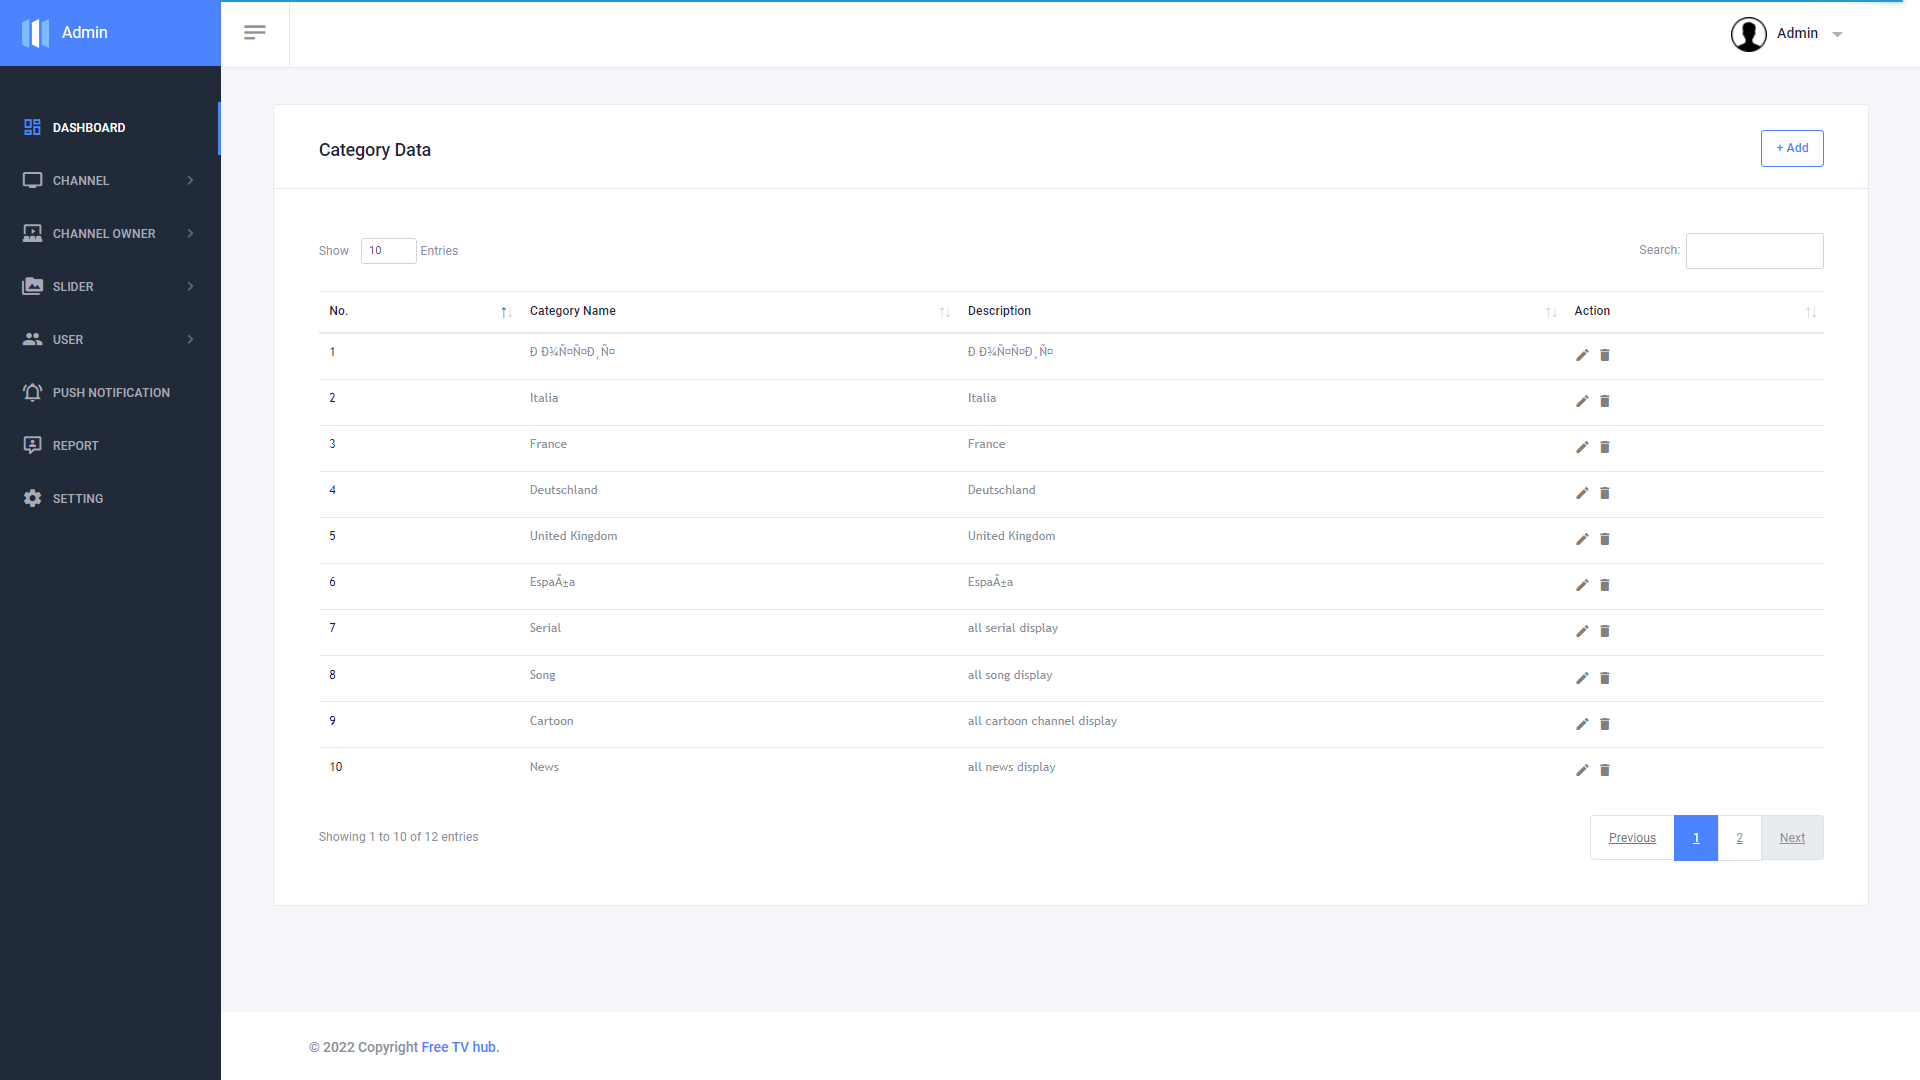 Admin
Admin
DASHBOARD
CHANNEL
CHANNEL OWNER
SLIDER
USER
PUSH NOTIFICATION
REPORT
SETTING
Category Data
+ Add
Show 10 Entries
Search:
No. Category Name Description Action
1 Ð Ð¾Ñ¤Ñ¤Ð¸Ñ¤ Ð Ð¾Ñ¤Ñ¤Ð¸Ñ¤
2 Italia Italia
3 France France
4 Deutschland Deutschland
5 United Kingdom United Kingdom
6 EspaÃ±a EspaÃ±a
7 Serial all serial display
8 Song all song display
9 Cartoon all cartoon channel display
10 News all news display
Showing 1 to 10 of 12 entries
Previous 1 2 Next
© 2022 Copyright Free TV hub.